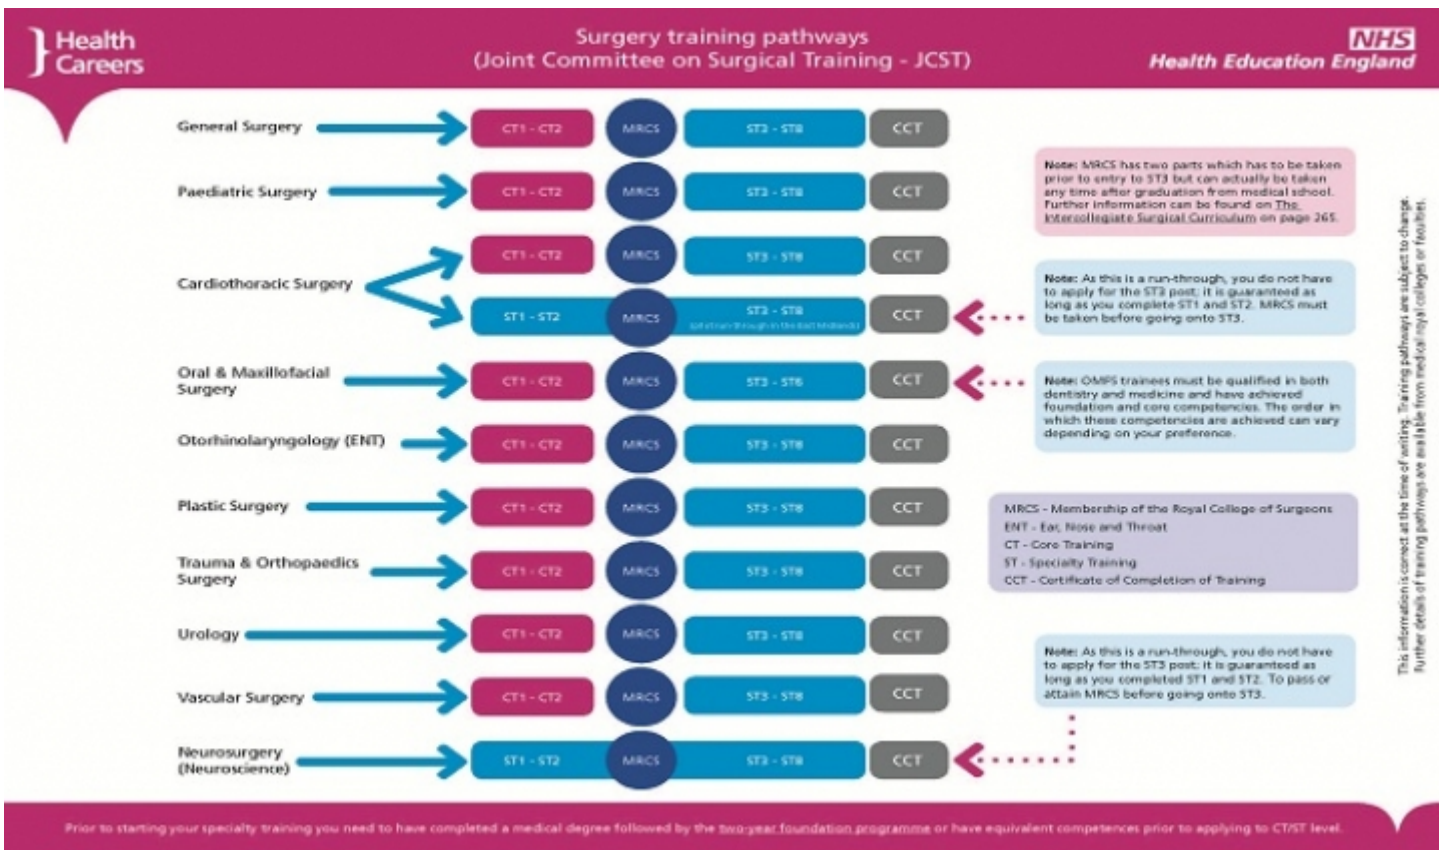 Health
Careers
Surgery training pathways
(Joint Committee on Surgical Training - JCST)
NHS
Health Education England
General Surgery
CT1 - CT2
MRCS
ST3 - ST8
CCT
Paediatric Surgery
CT1 - CT2
MRCS
ST3 - ST8
CCT
Cardiothoracic Surgery
CT1 - CT2
MRCS
ST3 - ST8
CCT
ST1 - ST2
MRCS
ST3 - ST8
(pilot run-through in the East Midlands)
CCT
Oral & Maxillofacial
Surgery
CT1 - CT2
MRCS
CCT
Otorhinolaryngology (ENT)
CT1 - CT2
MRCS
ST3 - ST8
CCT
Plastic Surgery
CT1 - CT2
MRCS
ST3 - ST8
CCT
Trauma & Orthopaedics
Surgery
CT1 - CT2
MRCS
ST3 - ST8
CCT
Urology
CT1 - CT2
MRCS
ST3 - ST8
CCT
Vascular Surgery
CT1 - CT2
MRCS
ST3 - ST8
CCT
Neurosurgery
(Neuroscience)
ST1 - ST2
MRCS
ST3 - ST8
CCT
Note: MRCS has two parts which has to be taken
prior to entry to ST3 but can actually be taken
any time after graduation from medical school.
Further information can be found on The
Intercollegiate Surgical Curriculum on page 265.
Note: As this is a run-through, you do not have
to apply for the ST3 post; it is guaranteed as
long as you complete ST1 and ST2. MRCS must
be taken before going onto ST3.
Note: OMFS trainees must be qualified in both
dentistry and medicine and have achieved
foundation and core competencies. The order in
which these competencies are achieved can vary
depending on your preference.
MRCS - Membership of the Royal College of Surgeons
ENT - Ear, Nose and Throat
CT - Core Training
ST - Specialty Training
CCT - Certificate of Completion of Training
Note: As this is a run-through, you do not have
to apply for the ST3 post; it is guaranteed as
long as you completed ST1 and ST2. To pass or
attain MRCS before going onto ST3.
This information is correct at the time of writing. Training pathways are subject to change.
Further details of training pathways are available from medical royal colleges or faculties.
Prior to starting your specialty training you need to have completed a medical degree followed by the two-year foundation programme or have equivalent competences prior to applying to CT/ST level.